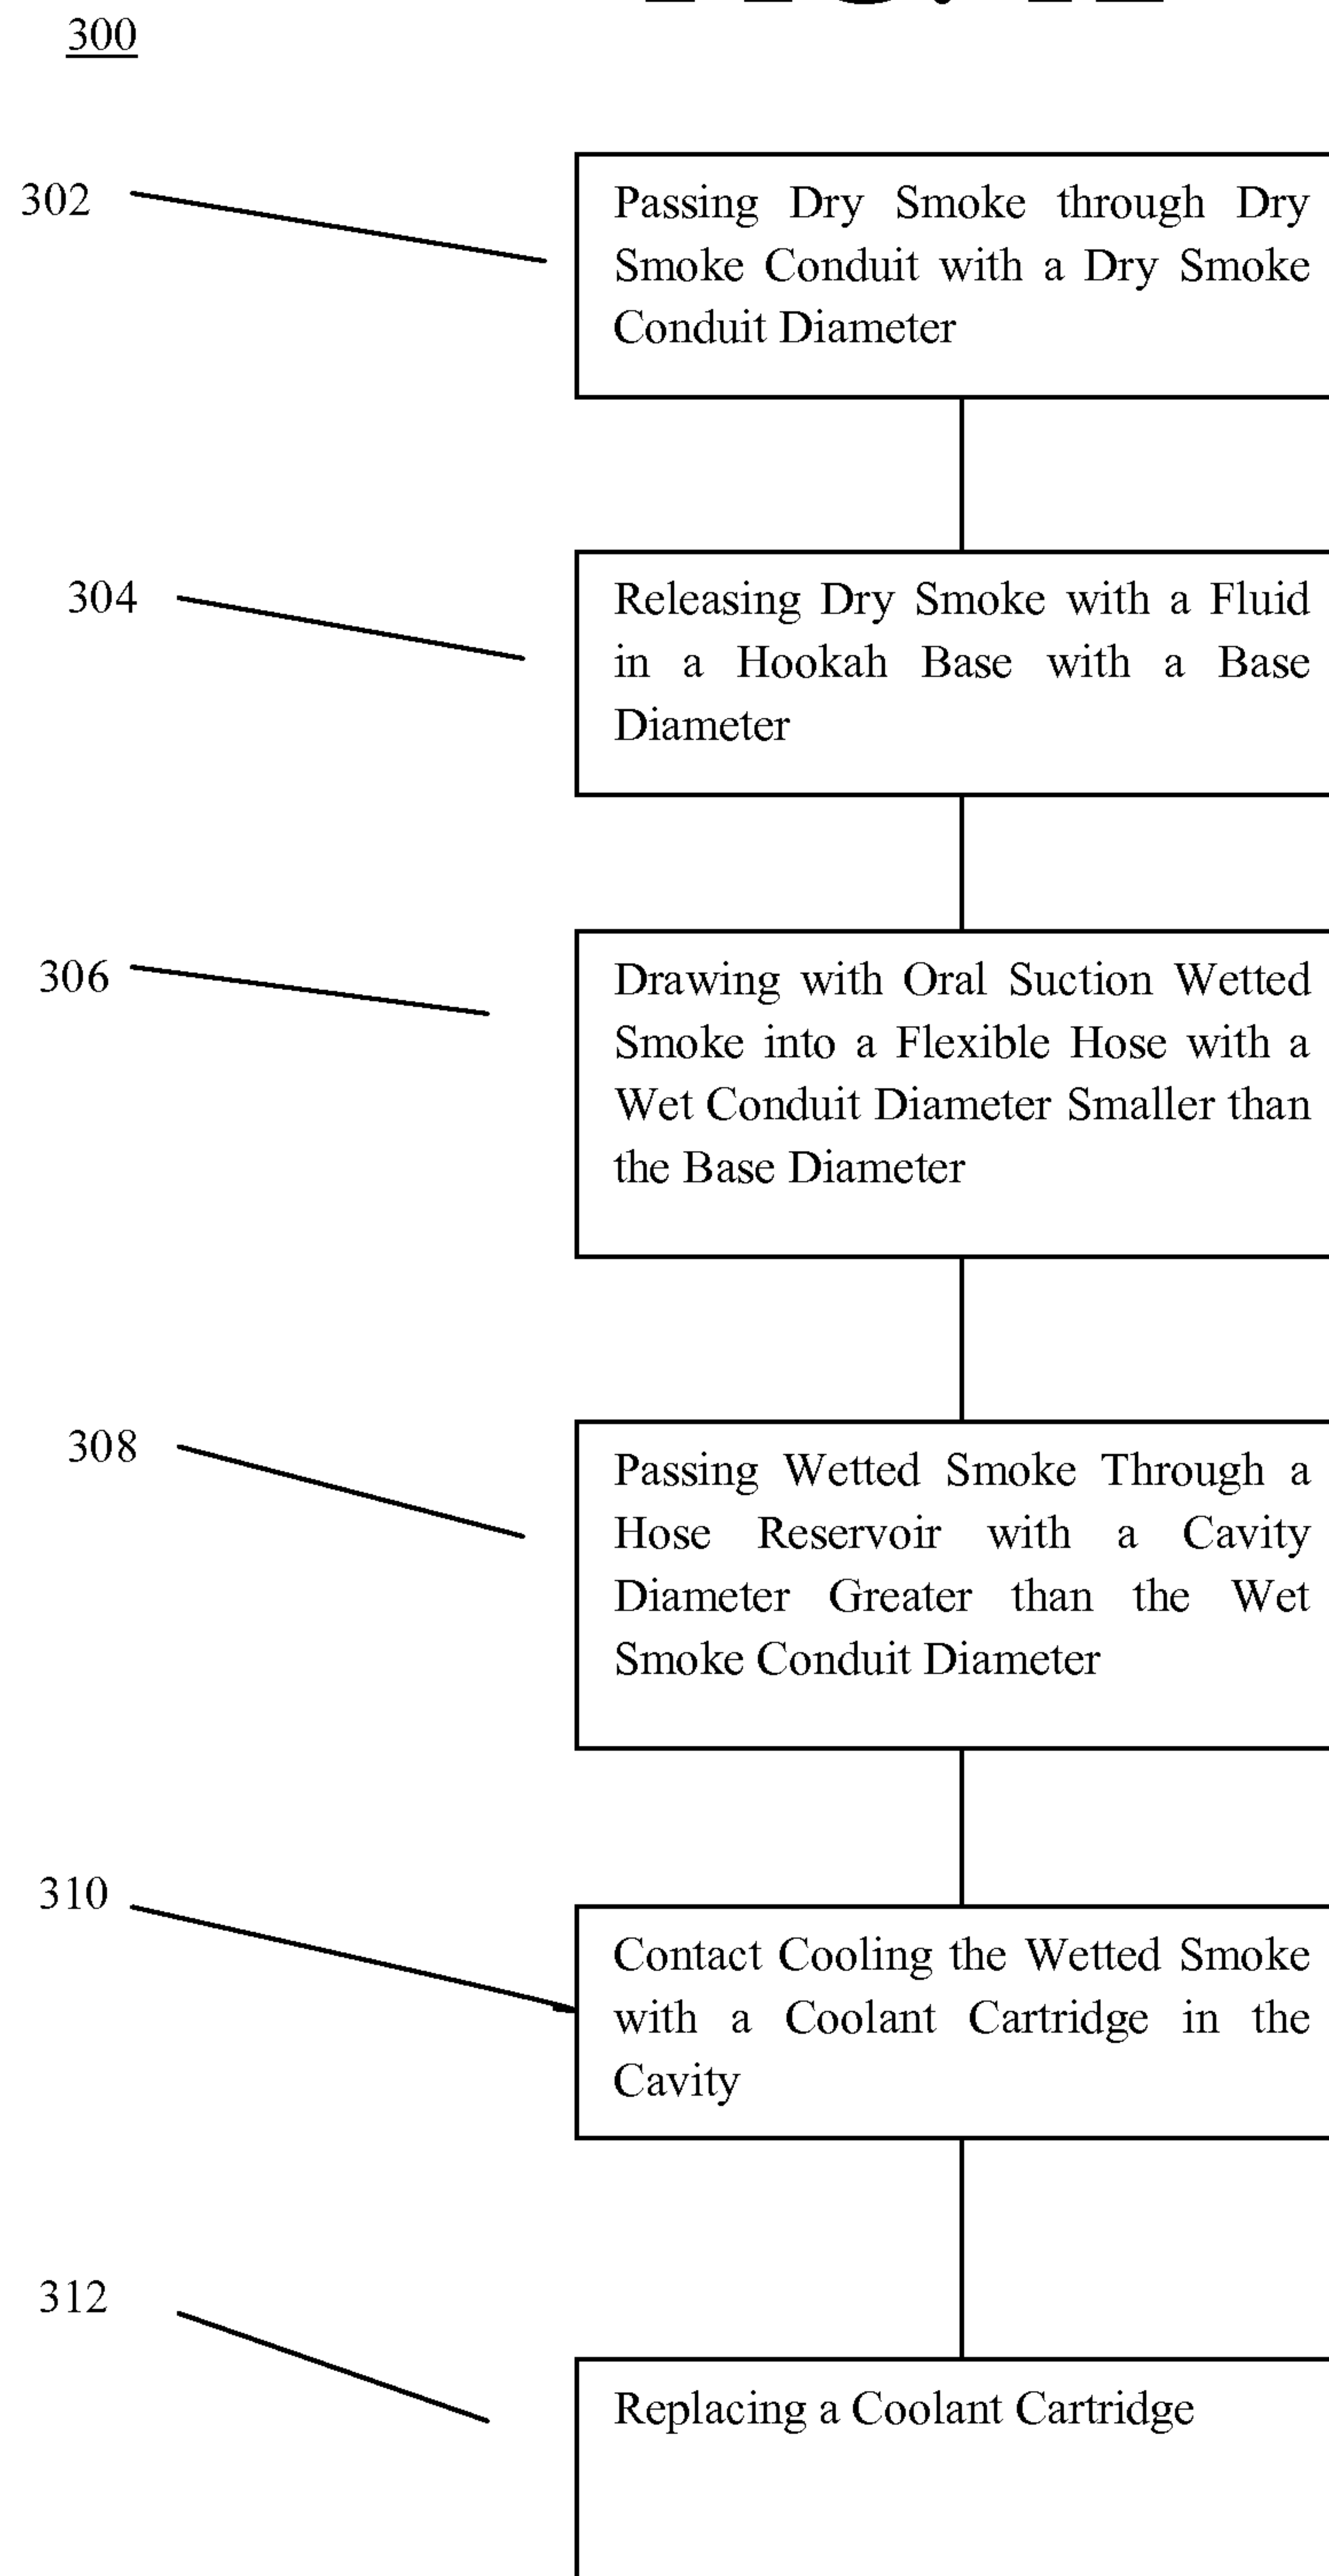 300
302
Passing Dry Smoke through Dry
Smoke Conduit with a Dry Smoke
Conduit Diameter
304
Releasing Dry Smoke with a Fluid
in a Hookah Base with a Base
Diameter
306
Drawing with Oral Suction Wetted
Smoke into a Flexible Hose with a
Wet Conduit Diameter Smaller than
the Base Diameter
308
Passing Wetted Smoke Through a
Hose Reservoir with a Cavity
Diameter Greater than the Wet
Smoke Conduit Diameter
310
Contact Cooling the Wetted Smoke
with a Coolant Cartridge in the
Cavity
312
Replacing a Coolant Cartridge